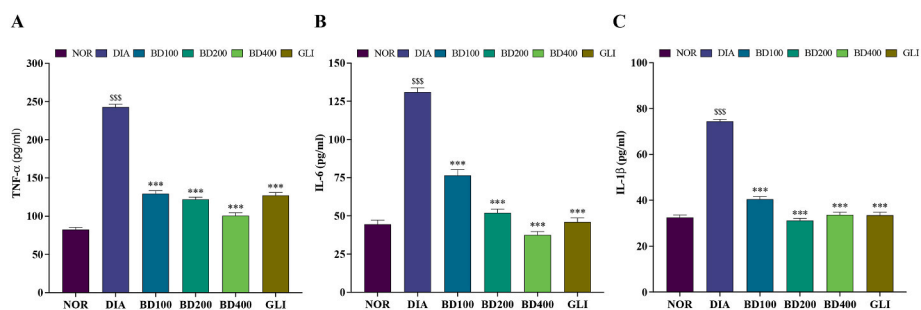 A
NOR DIA BD100 BD200 BD400 GLI
TNF-α (pg/ml)
300
250
200
150
100
50
0
$$$
***
***
***
***
NOR DIA BD100 BD200 BD400 GLI
B
NOR DIA BD100 BD200 BD400 GLI
IL-6 (pg/ml)
150
125
100
75
50
25
0
$$$
***
***
***
***
NOR DIA BD100 BD200 BD400 GLI
C
NOR DIA BD100 BD200 BD400 GLI
IL-1β (pg/ml)
100
80
60
40
20
0
$$$
***
***
***
***
NOR DIA BD100 BD200 BD400 GLI